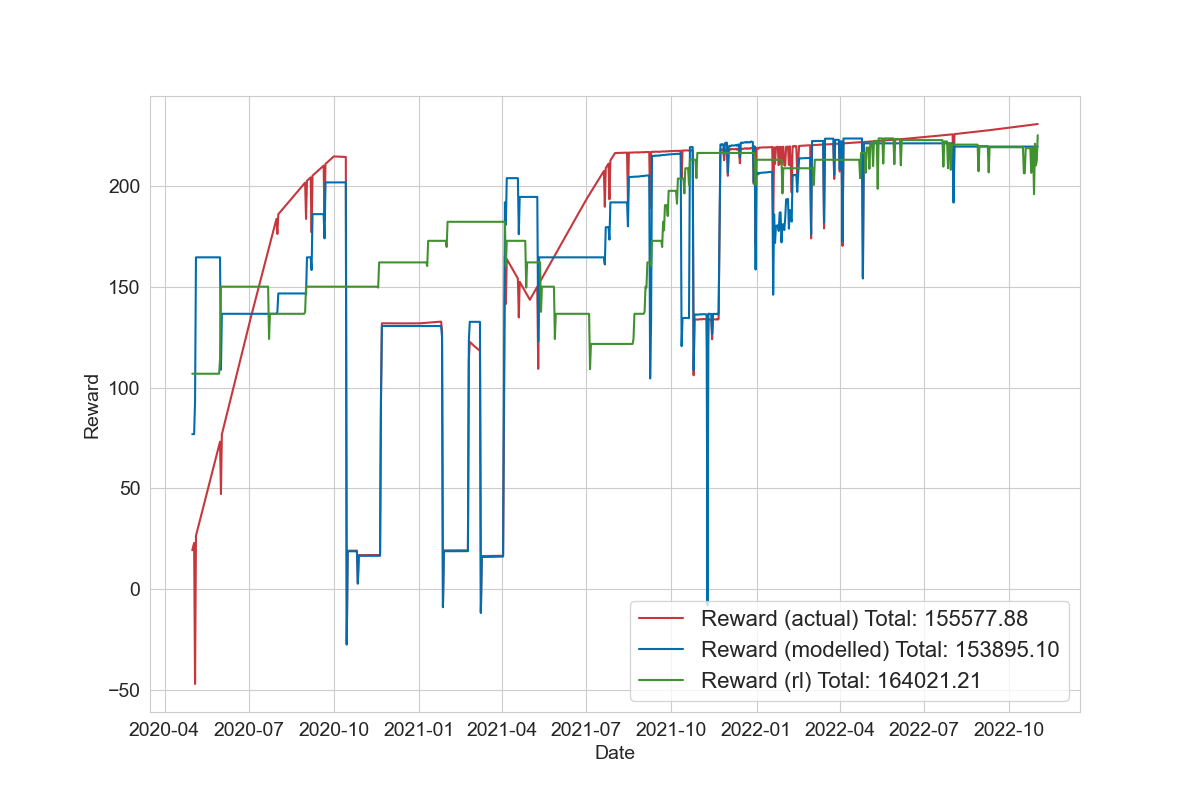 200
150
100
50
0
−50
Reward
2020-04 2020-07 2020-10 2021-01 2021-04 2021-07 2021-10 2022-01 2022-04 2022-07 2022-10
Date
Reward (actual) Total: 155577.88
Reward (modelled) Total: 153895.10
Reward (rl) Total: 164021.21